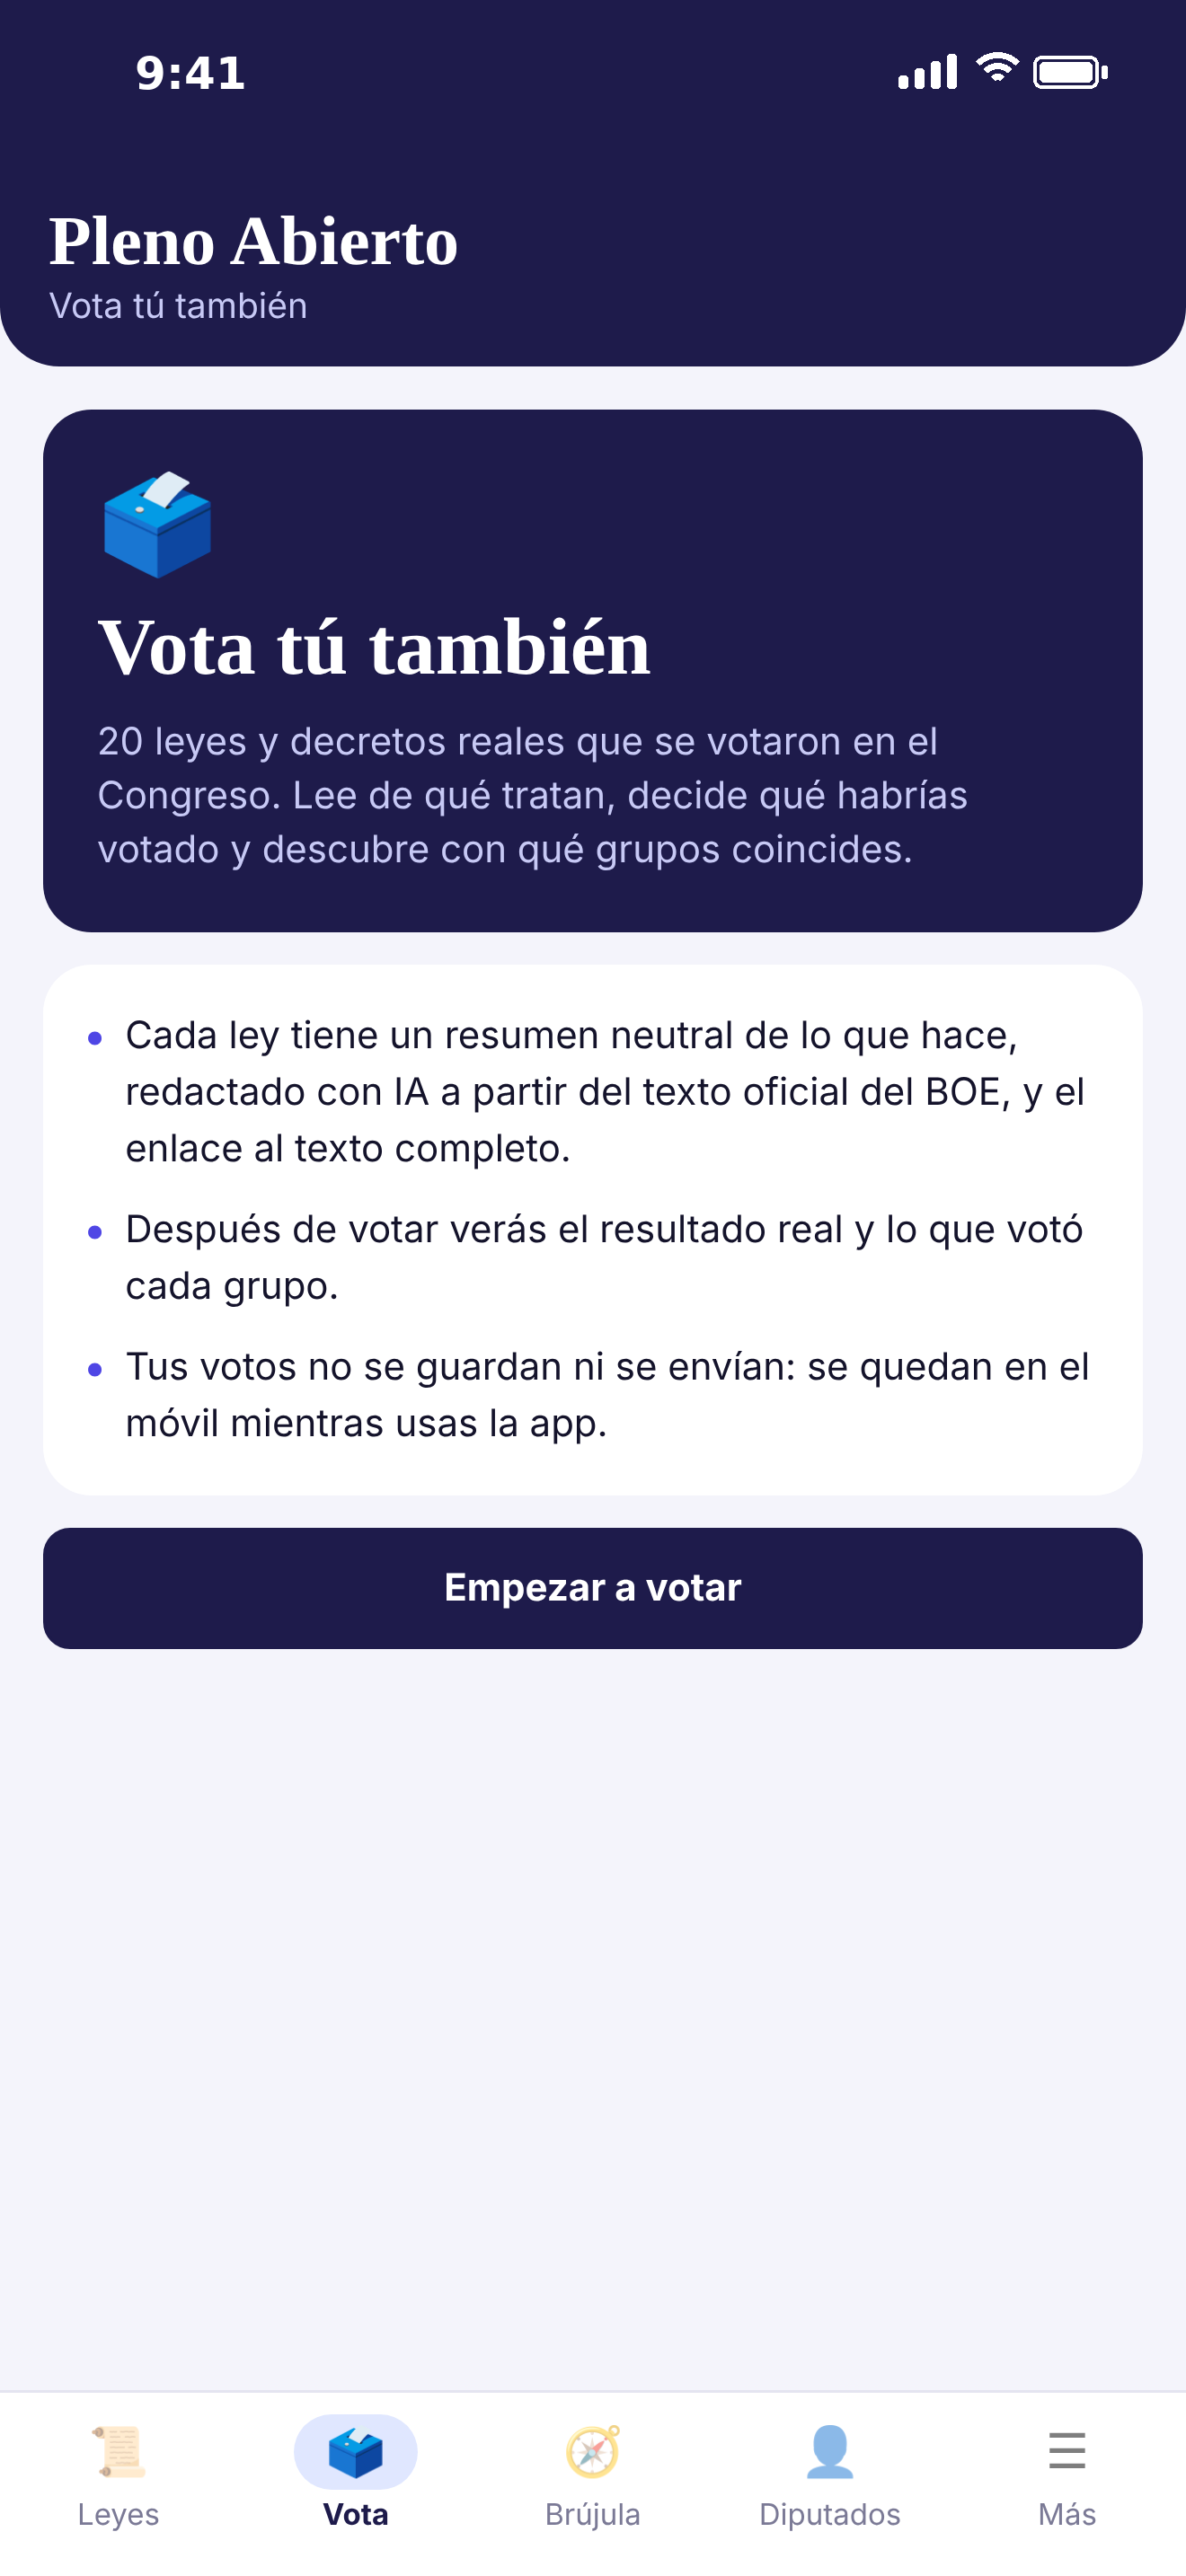 9:41
Pleno Abierto
Vota tú también
Vota tú también
20 leyes y decretos reales que se votaron en el
Congreso. Lee de qué tratan, decide qué habrías
votado y descubre con qué grupos coincides.
• Cada ley tiene un resumen neutral de lo que hace,
redactado con IA a partir del texto oficial del BOE, y el
enlace al texto completo.
• Después de votar verás el resultado real y lo que votó
cada grupo.
• Tus votos no se guardan ni se envían: se quedan en el
móvil mientras usas la app.
Empezar a votar
Leyes
Vota
Brújula
Diputados
Más